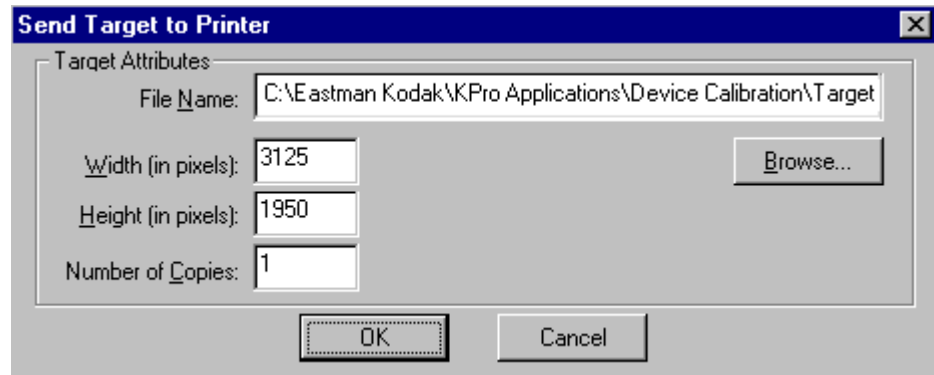 Send Target to Printer
Target Attributes
File Name: C:\Eastman Kodak\KPro Applications\Device Calibration\Target
Width (in pixels): 3125
Browse...
Height (in pixels): 1950
Number of Copies: 1
OK Cancel